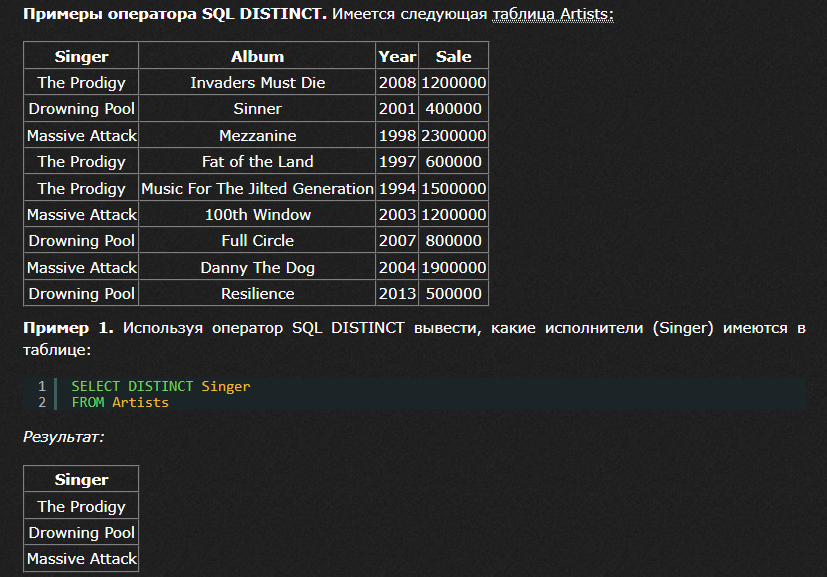 Примеры оператора SQL DISTINCT. Имеется следующая таблица Artists:
Singer Album Year Sale
The Prodigy Invaders Must Die 2008 1200000
Drowning Pool Sinner 2001 400000
Massive Attack Mezzanine 1998 2300000
The Prodigy Fat of the Land 1997 600000
The Prodigy Music For The Jilted Generation 1994 1500000
Massive Attack 100th Window 2003 1200000
Drowning Pool Full Circle 2007 800000
Massive Attack Danny The Dog 2004 1900000
Drowning Pool Resilience 2013 500000
Пример 1. Используя оператор SQL DISTINCT вывести, какие исполнители (Singer) имеются в
таблице:
1 SELECT DISTINCT Singer
2 FROM Artists
Результат:
Singer
The Prodigy
Drowning Pool
Massive Attack